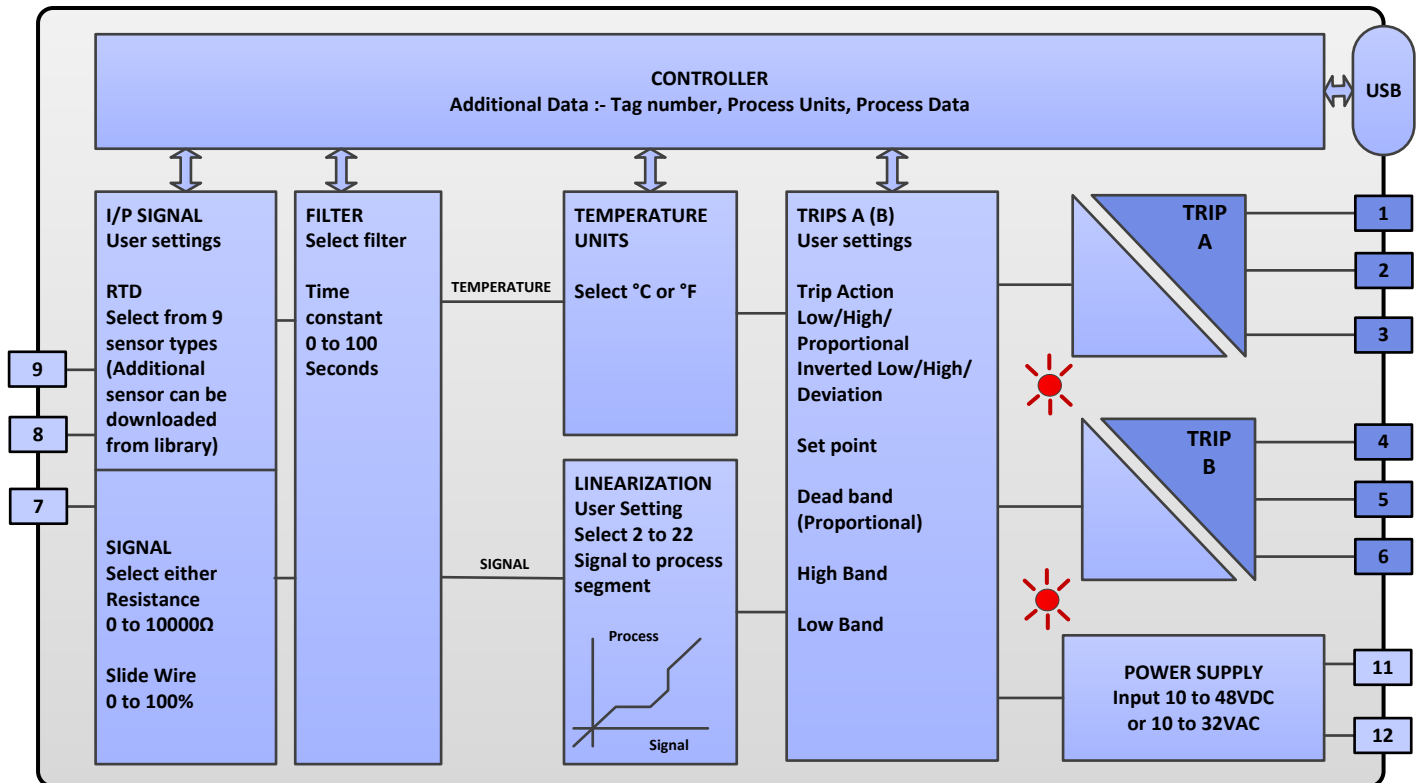 CONTROLLER
Additional Data :- Tag number, Process Units, Process Data
USB
I/P SIGNAL
User settings
RTD
Select from 9
sensor types
(Additional
sensor can be
downloaded
from library)
SIGNAL
Select either
Resistance
0 to 10000Ω
Slide Wire
0 to 100%
9
8
7
FILTER
Select filter
Time
constant
0 to 100
Seconds
TEMPERATURE
SIGNAL
TEMPERATURE
UNITS
Select °C or °F
LINEARIZATION
User Setting
Select 2 to 22
Signal to process
segment
Process
Signal
TRIPS A (B)
User settings
Trip Action
Low/High/
Proportional
Inverted Low/High/
Deviation
Set point
Dead band
(Proportional)
High Band
Low Band
TRIP
A
1
2
3
TRIP
B
4
5
6
POWER SUPPLY
Input 10 to 48VDC
or 10 to 32VAC
11
12